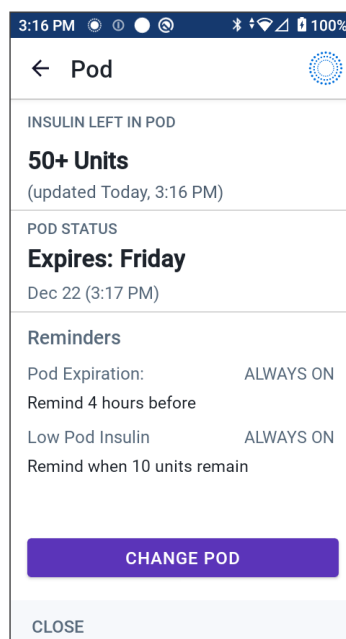 3:16 PM 100%
Pod
INSULIN LEFT IN POD
50+ Units
(updated Today, 3:16 PM)
POD STATUS
Expires: Friday
Dec 22 (3:17 PM)
Reminders
Pod Expiration: ALWAYS ON
Remind 4 hours before
Low Pod Insulin ALWAYS ON
Remind when 10 units remain
CHANGE POD
CLOSE